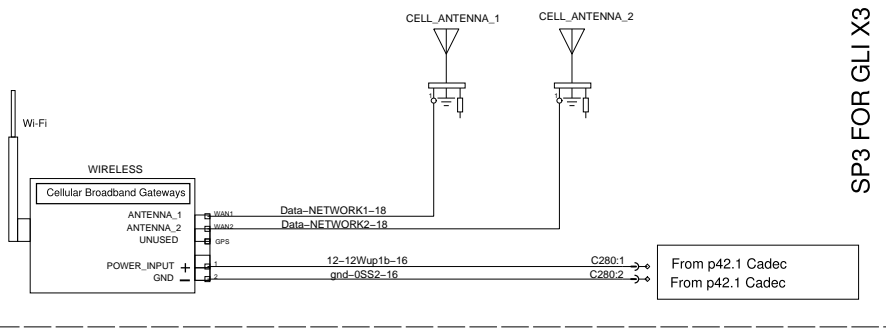 CELL_ANTENNA_1
CELL_ANTENNA_2
SP3 FOR GLI X3
1
1
Wi-Fi
WIRELESS
Cellular Broadband Gateways
ANTENNA_1
WAN1
Data–NETWORK1–18
ANTENNA_2
WAN2
Data–NETWORK2–18
UNUSED
GPS
POWER_INPUT +
1
12–12Wup1b–16
C280:1
From p42.1 Cadec
GND –
2
gnd–0SS2–16
C280:2
From p42.1 Cadec